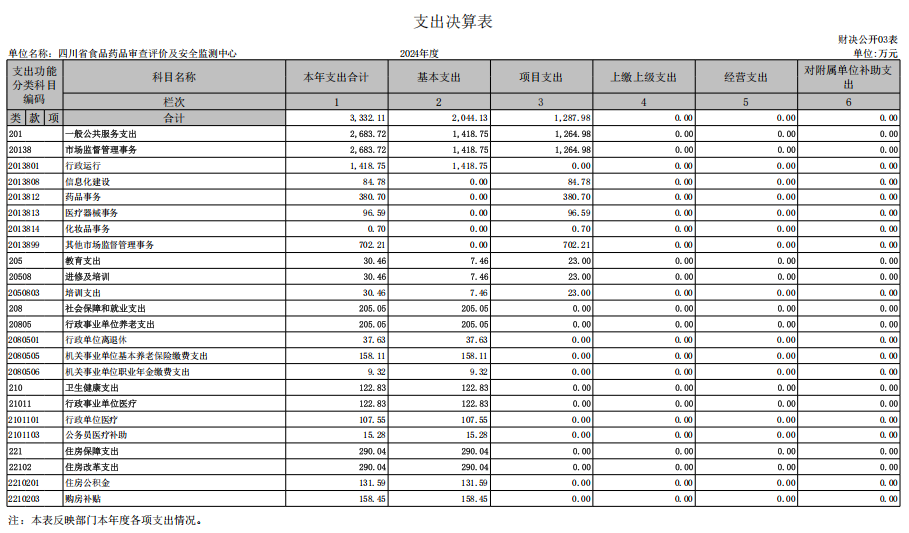 支出决算表
财决公开03表
单位名称：四川省食品药品审查评价及安全监测中心 2024年度 单位:万元
支出功能分类科目编码 科目名称 本年支出合计 基本支出 项目支出 上缴上级支出 经营支出 对附属单位补助支出
栏次 1 2 3 4 5 6
类 款 项 合计 3,332.11 2,044.13 1,287.98 0.00 0.00 0.00
201 一般公共服务支出 2,683.72 1,418.75 1,264.98 0.00 0.00 0.00
20138 市场监督管理事务 2,683.72 1,418.75 1,264.98 0.00 0.00 0.00
2013801 行政运行 1,418.75 1,418.75 0.00 0.00 0.00 0.00
2013808 信息化建设 84.78 0.00 84.78 0.00 0.00 0.00
2013812 药品事务 380.70 0.00 380.70 0.00 0.00 0.00
2013813 医疗器械事务 96.59 0.00 96.59 0.00 0.00 0.00
2013814 化妆品事务 0.70 0.00 0.70 0.00 0.00 0.00
2013899 其他市场监督管理事务 702.21 0.00 702.21 0.00 0.00 0.00
205 教育支出 30.46 7.46 23.00 0.00 0.00 0.00
20508 进修及培训 30.46 7.46 23.00 0.00 0.00 0.00
2050803 培训支出 30.46 7.46 23.00 0.00 0.00 0.00
208 社会保障和就业支出 205.05 205.05 0.00 0.00 0.00 0.00
20805 行政事业单位养老支出 205.05 205.05 0.00 0.00 0.00 0.00
2080501 行政单位离退休 37.63 37.63 0.00 0.00 0.00 0.00
2080505 机关事业单位基本养老保险缴费支出 158.11 158.11 0.00 0.00 0.00 0.00
2080506 机关事业单位职业年金缴费支出 9.32 9.32 0.00 0.00 0.00 0.00
210 卫生健康支出 122.83 122.83 0.00 0.00 0.00 0.00
21011 行政事业单位医疗 122.83 122.83 0.00 0.00 0.00 0.00
2101101 行政单位医疗 107.55 107.55 0.00 0.00 0.00 0.00
2101103 公务员医疗补助 15.28 15.28 0.00 0.00 0.00 0.00
221 住房保障支出 290.04 290.04 0.00 0.00 0.00 0.00
22102 住房改革支出 290.04 290.04 0.00 0.00 0.00 0.00
2210201 住房公积金 131.59 131.59 0.00 0.00 0.00 0.00
2210203 购房补贴 158.45 158.45 0.00 0.00 0.00 0.00
注：本表反映部门本年度各项支出情况。